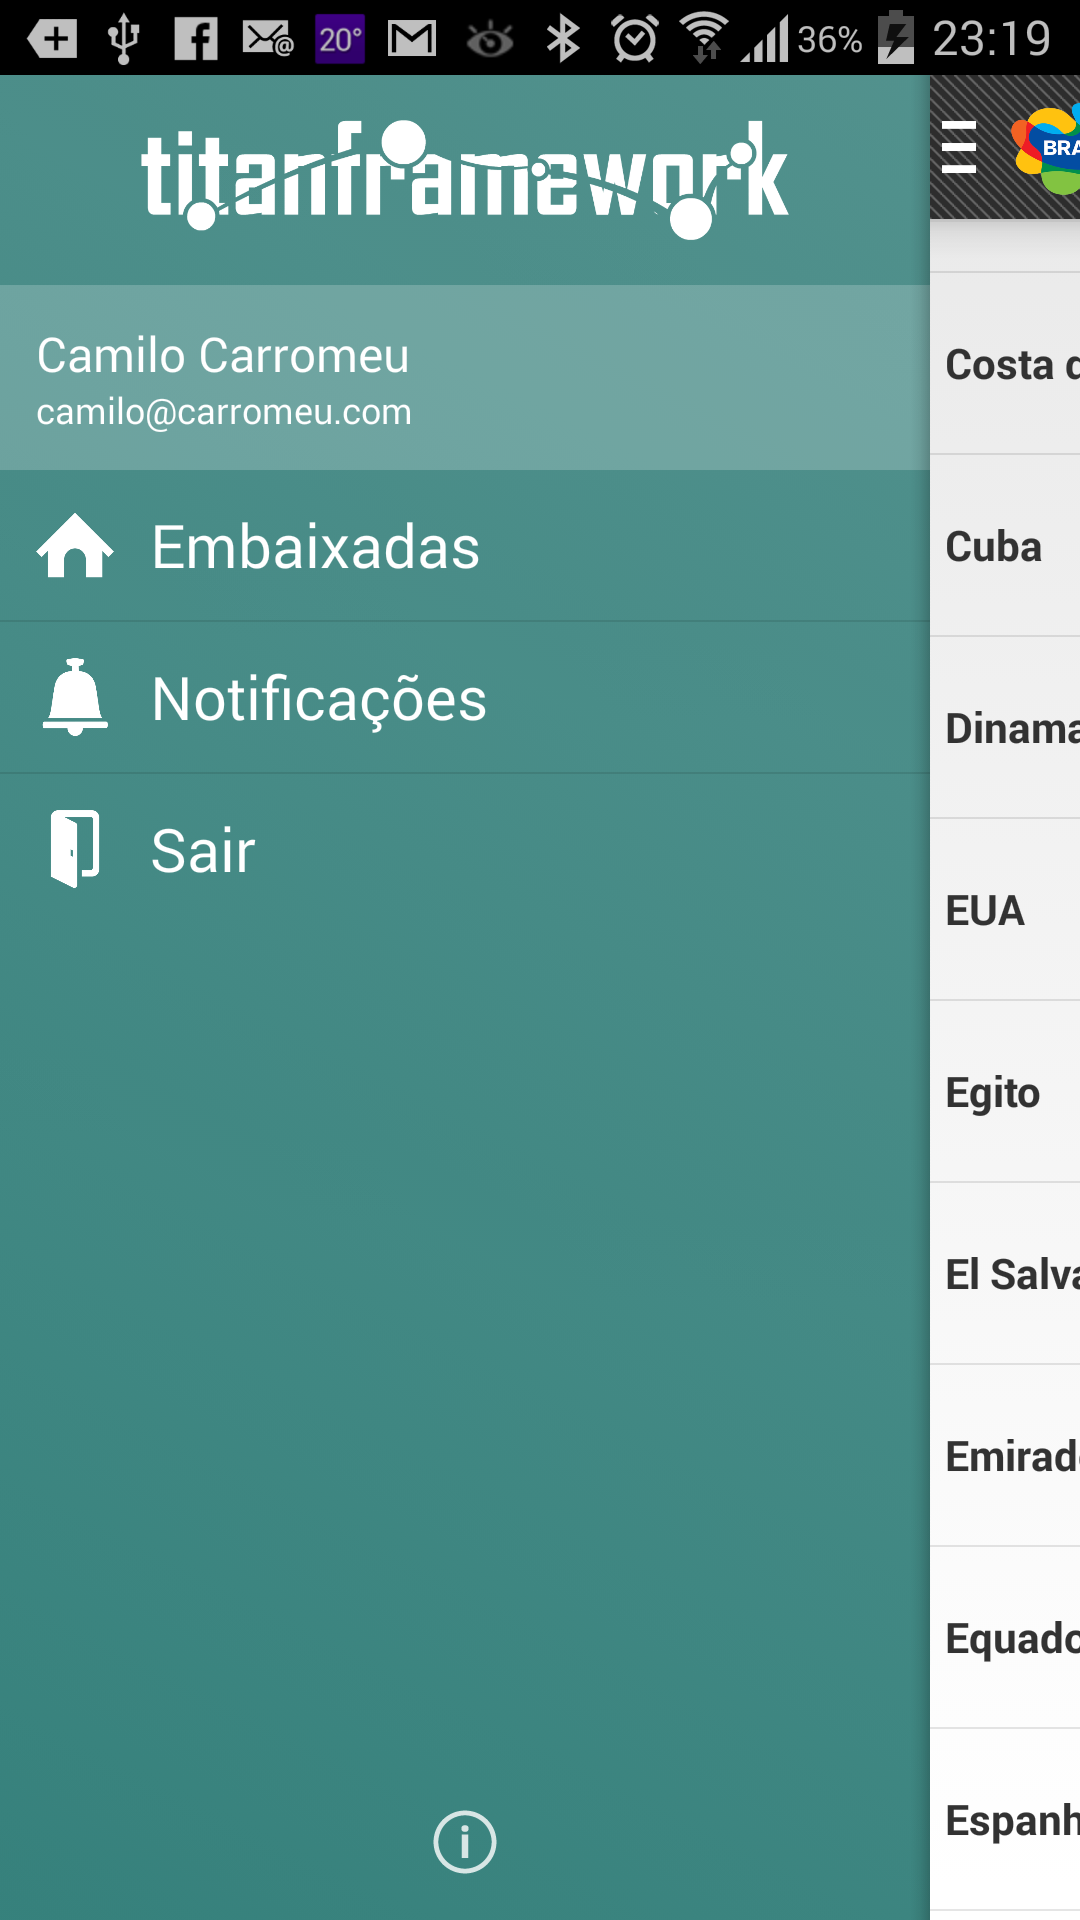 20°
36%
23:19
titanframework
Camilo Carromeu
camilo@carromeu.com
Embaixadas
Notificações
Sair
BRA
Costa d
Cuba
Dinama
EUA
Egito
El Salva
Emirad
Equado
Espanh